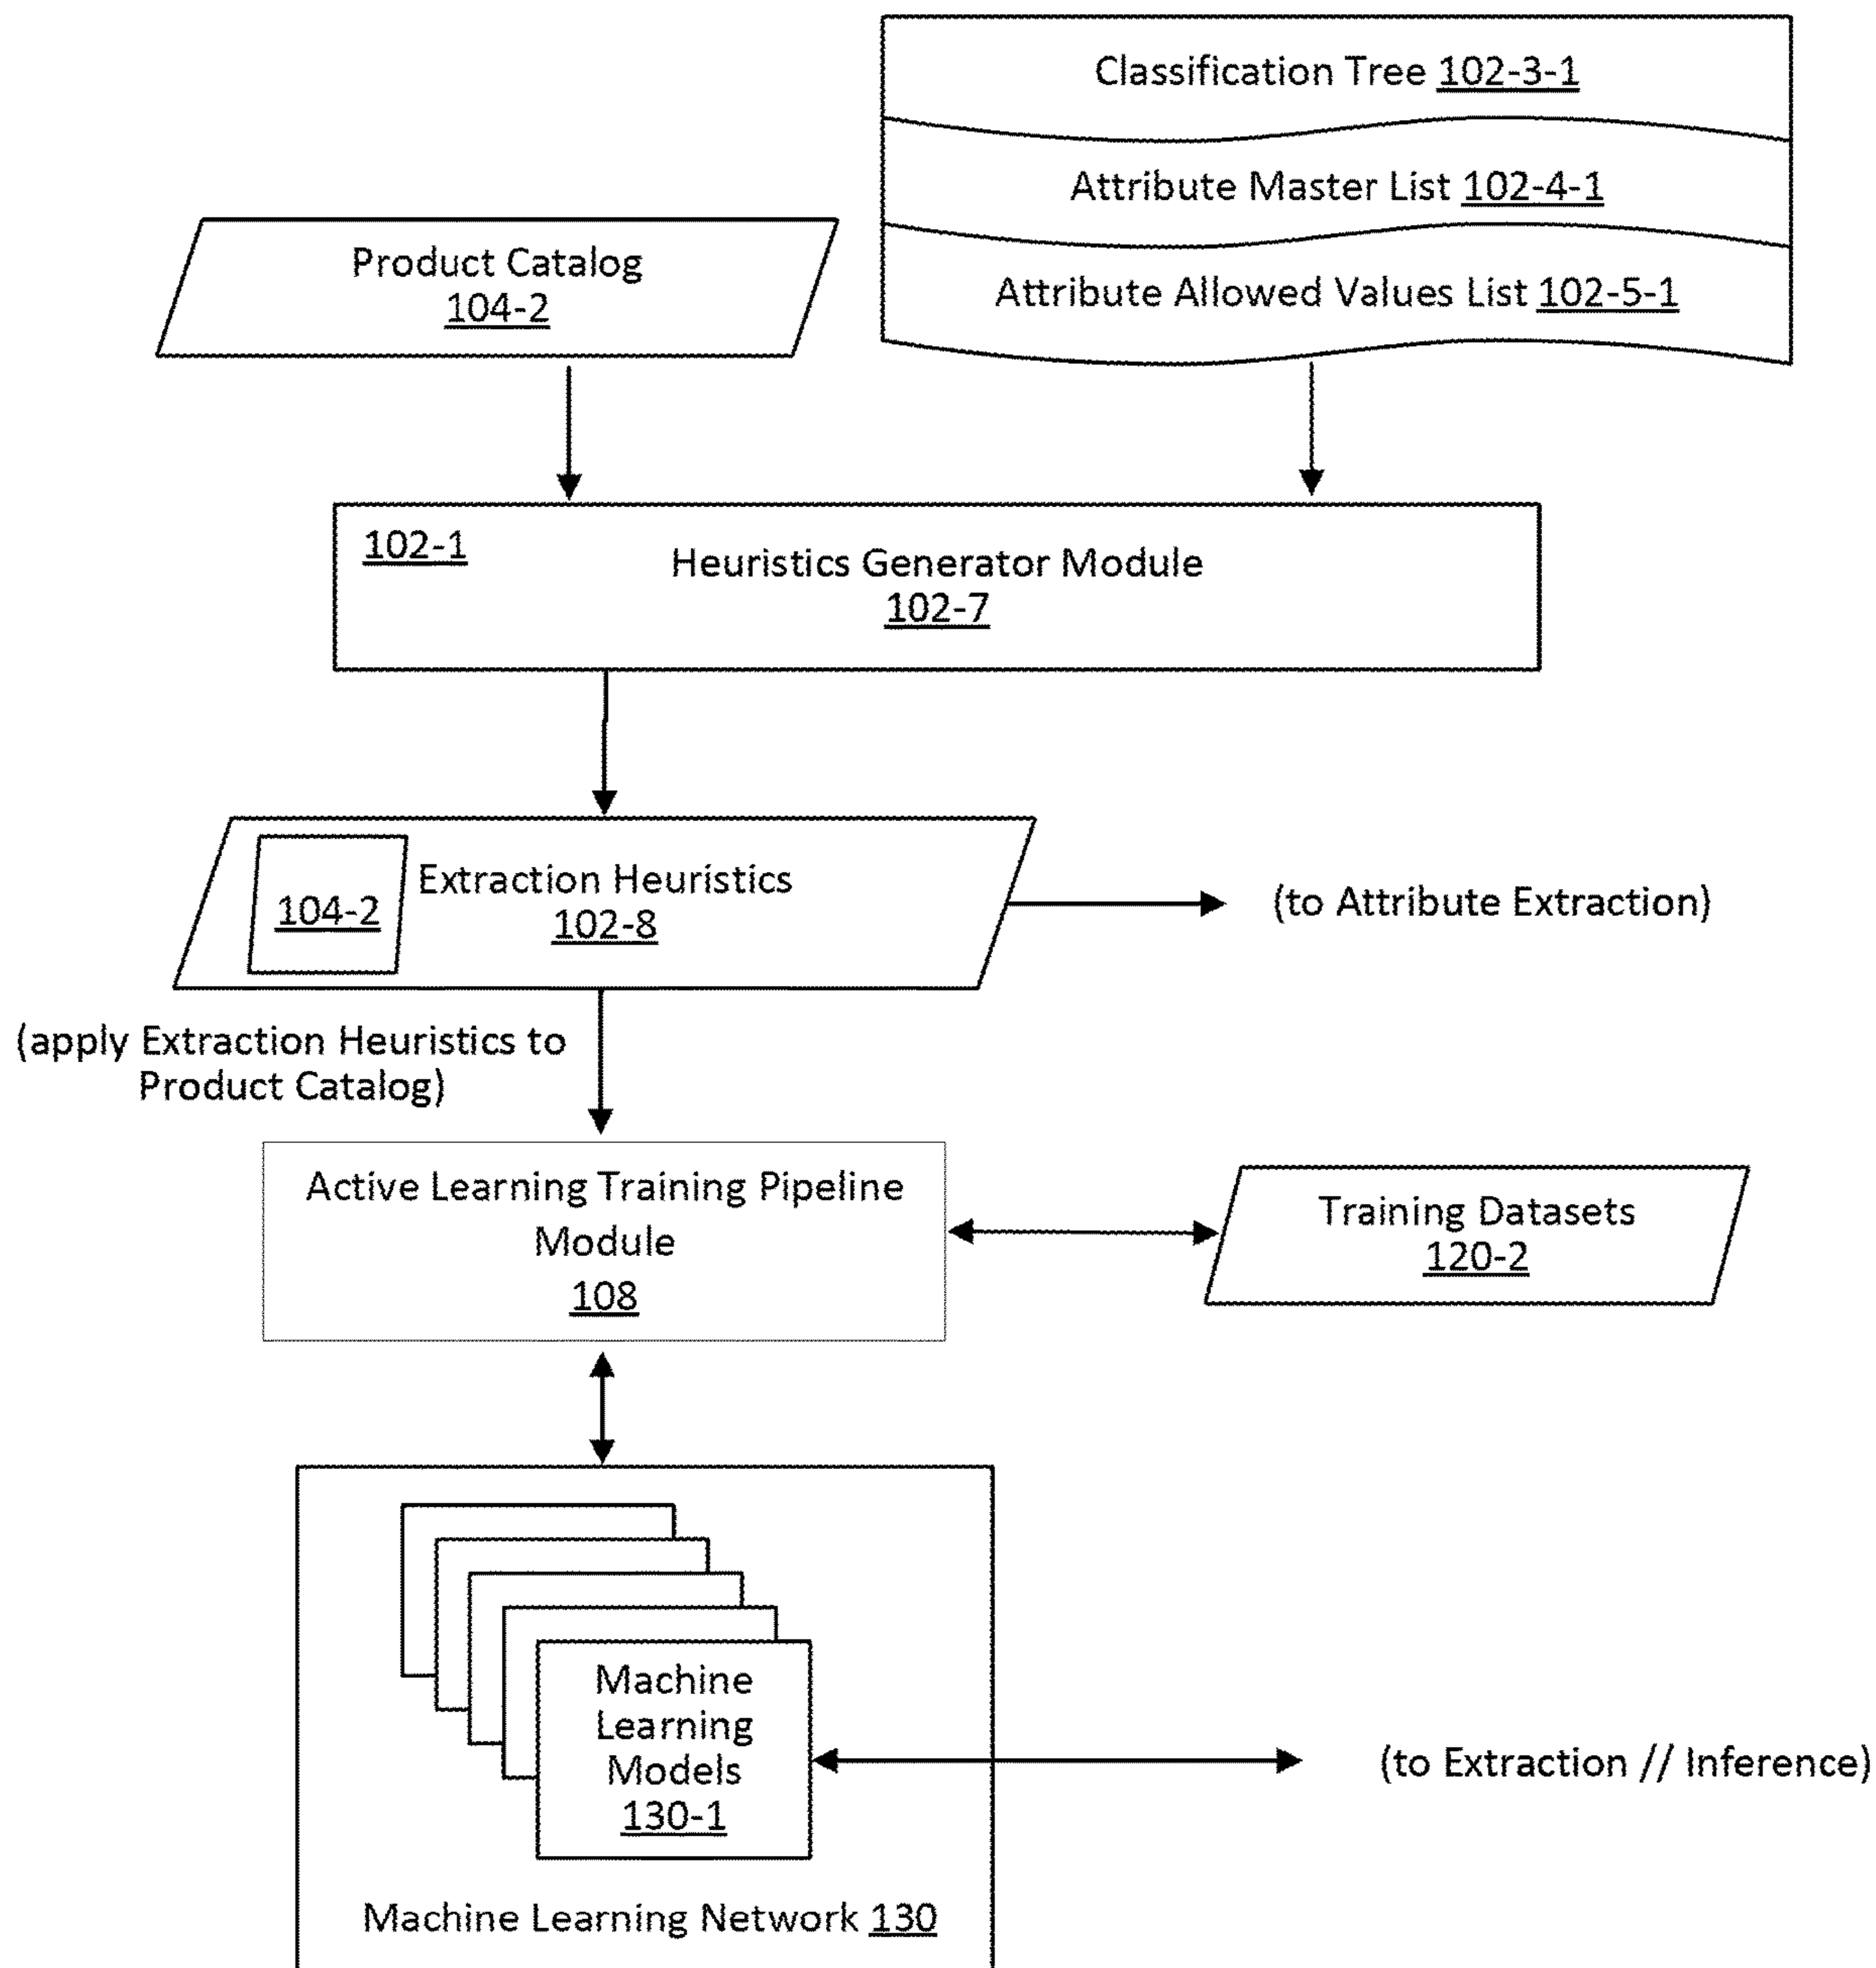 Classification Tree 102-3-1
Attribute Master List 102-4-1
Attribute Allowed Values List 102-5-1
Product Catalog
104-2
102-1
Heuristics Generator Module
102-7
Extraction Heuristics
102-8
104-2
(to Attribute Extraction)
(apply Extraction Heuristics to
Product Catalog)
Active Learning Training Pipeline
Module
108
Training Datasets
120-2
Machine
Learning
Models
130-1
(to Extraction // Inference)
Machine Learning Network 130